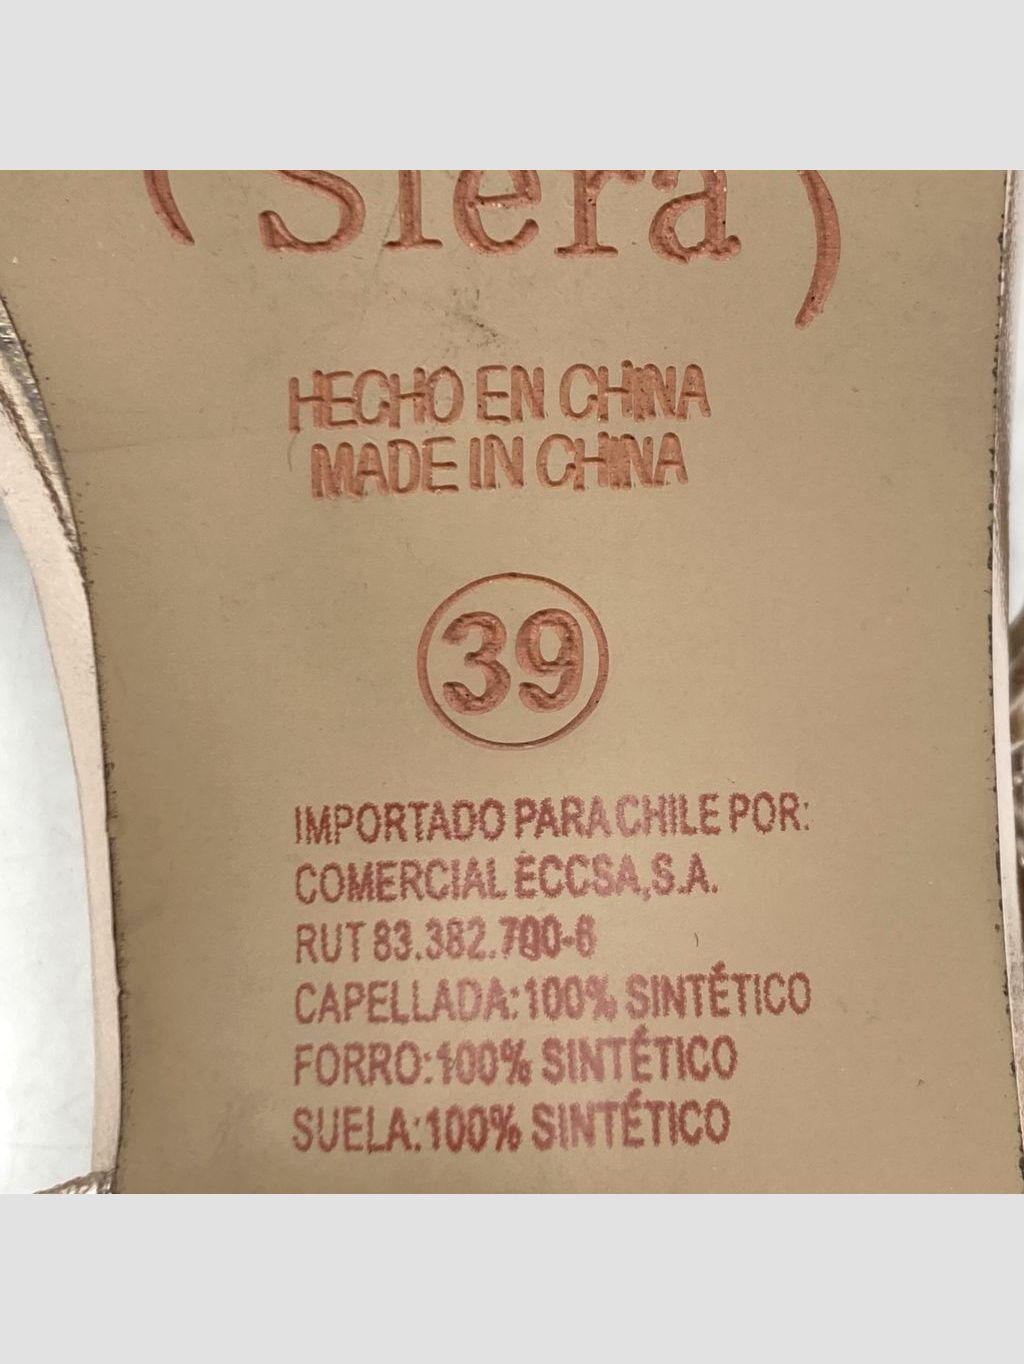 (Siera)
HECHO EN CHINA
MADE IN CHINA
39
IMPORTADO PARA CHILE POR:
COMERCIAL ECCSA,S.A.
RUT 83.382.700-6
CAPELLADA:100% SINTÉTICO
FORRO:100% SINTÉTICO
SUELA:100% SINTÉTICO